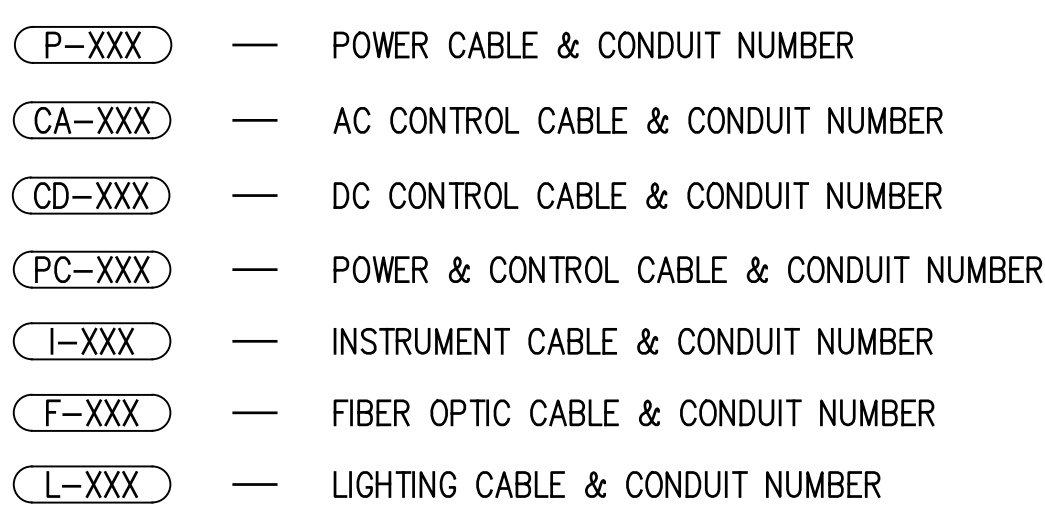 P-XXX — POWER CABLE & CONDUIT NUMBER
CA-XXX — AC CONTROL CABLE & CONDUIT NUMBER
CD-XXX — DC CONTROL CABLE & CONDUIT NUMBER
PC-XXX — POWER & CONTROL CABLE & CONDUIT NUMBER
I-XXX — INSTRUMENT CABLE & CONDUIT NUMBER
F-XXX — FIBER OPTIC CABLE & CONDUIT NUMBER
L-XXX — LIGHTING CABLE & CONDUIT NUMBER